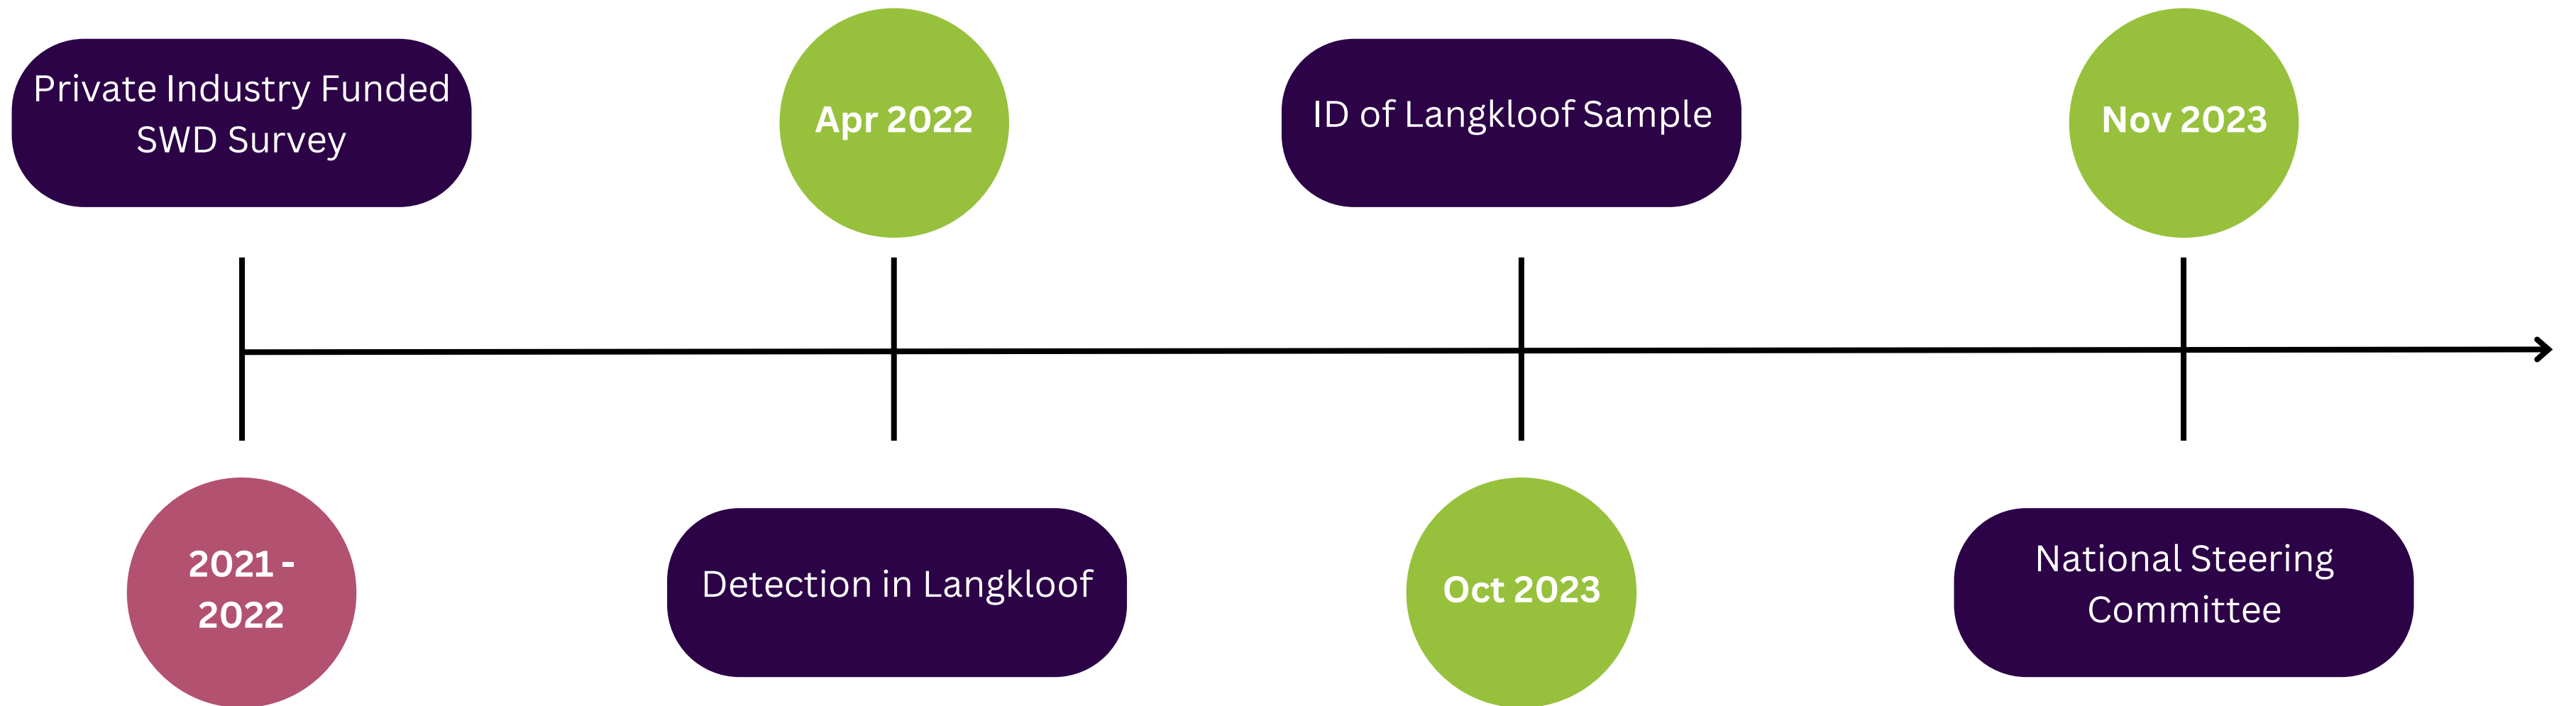 Private Industry Funded
SWD Survey
2021 -
2022
Apr 2022
Detection in Langkloof
ID of Langkloof Sample
Oct 2023
Nov 2023
National Steering
Committee